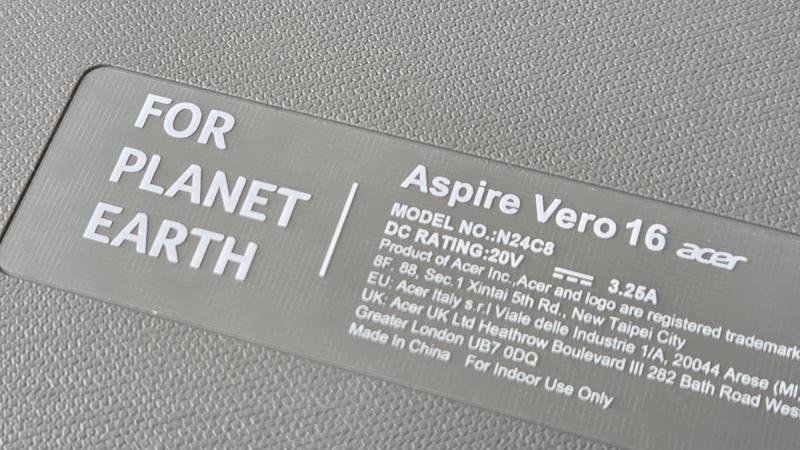 FOR
PLANET
EARTH
Aspire Vero 16 acer
MODEL NO.:N24C8
DC RATING:20V ⎓ 3.25A
Product of Acer Inc.,Acer and logo are registered trademark
8F, 88, Sec.1 Xintai 5th Rd., New Taipei City
EU: Acer Italy s.r.l Viale delle Industrie 1/A, 20044 Arese (MI)
UK: Acer UK Ltd Heathrow Boulevard III 282 Bath Road West
Greater London UB7 0DQ
Made In China For Indoor Use Only